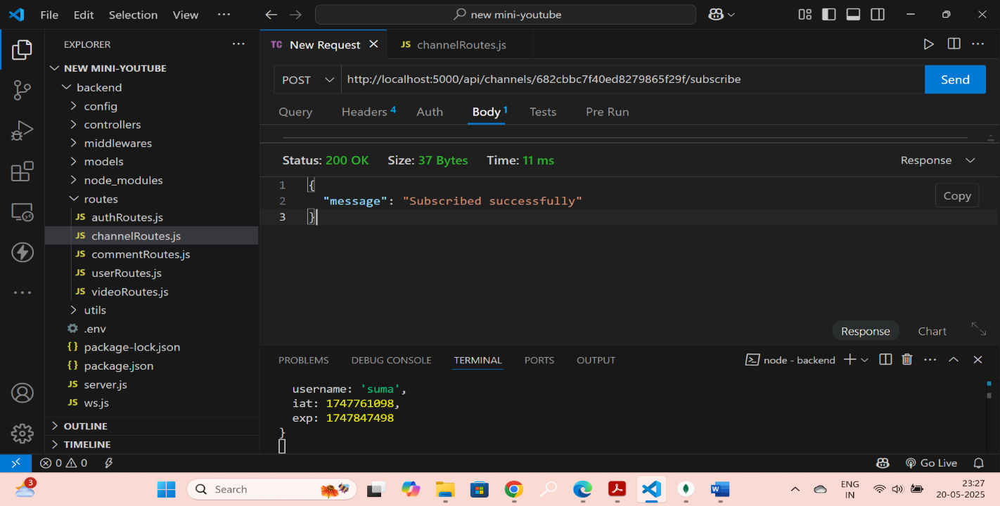 File Edit Selection View ···
new mini-youtube
EXPLORER ···
NEW MINI-YOUTUBE
backend
config
controllers
middlewares
models
node_modules
routes
JS authRoutes.js
JS channelRoutes.js
JS commentRoutes.js
JS userRoutes.js
JS videoRoutes.js
utils
.env
{} package-lock.json
{} package.json
JS server.js
JS ws.js
OUTLINE
TIMELINE
TC New Request
JS channelRoutes.js
POST http://localhost:5000/api/channels/682cbbc7f40ed8279865f29f/subscribe Send
Query Headers 4 Auth Body 1 Tests Pre Run
Status: 200 OK Size: 37 Bytes Time: 11 ms Response
1 {
2 "message": "Subscribed successfully"
3 }
Copy
Response Chart
PROBLEMS DEBUG CONSOLE TERMINAL PORTS OUTPUT node - backend
username: 'suma',
iat: 1747761098,
exp: 1747847498
}
0 0 Go Live
3 Search ENG 23:27
IN 20-05-2025